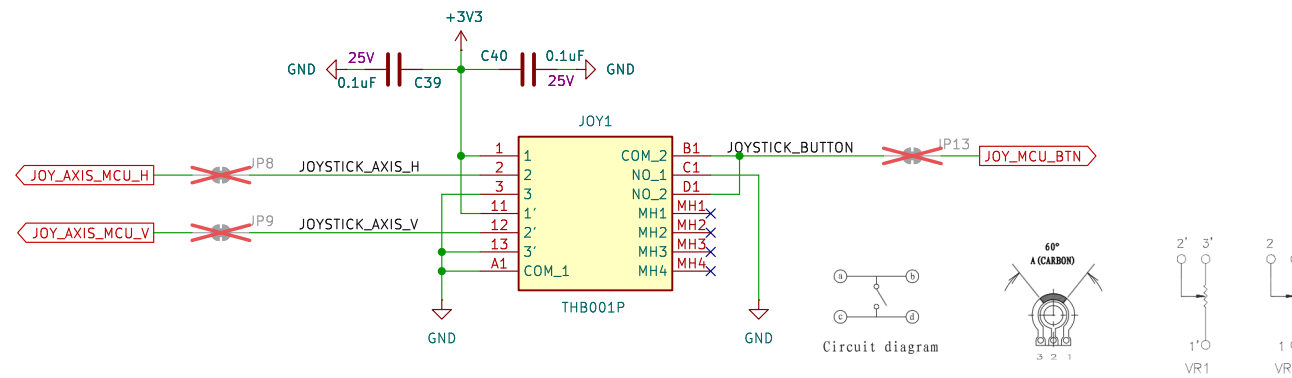 +3V3
25V
C40
0.1uF
GND
GND
0.1uF
C39
25V
JOY1
JOY_AXIS_MCU_H
JP8
JOYSTICK_AXIS_H
JOY_AXIS_MCU_V
JP9
JOYSTICK_AXIS_V
1
2
3
11
12
13
A1
1
2
3
1'
2'
3'
COM_1
COM_2
NO_1
NO_2
MH1
MH2
MH3
MH4
B1
C1
D1
MH1
MH2
MH3
MH4
THB001P
JOYSTICK_BUTTON
JP13
JOY_MCU_BTN
GND
GND
a
b
c
d
Circuit diagram
60°
A (CARBON)
3 2 1
2' 3'
1'
VR1
2
1
VR